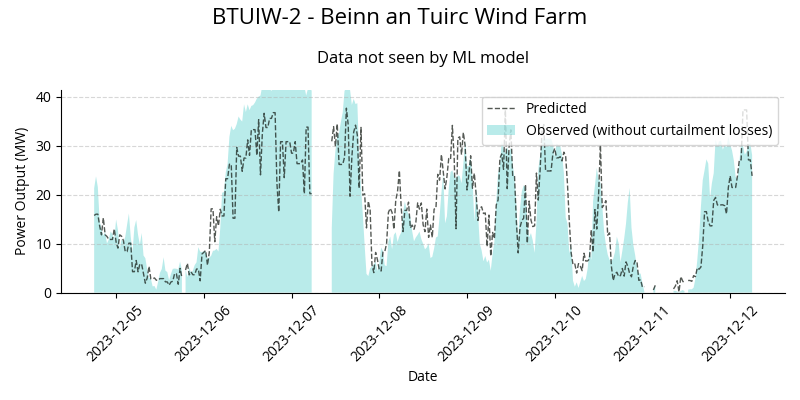 BTUIW-2 - Beinn an Tuirc Wind Farm
Data not seen by ML model
Power Output (MW)
40
30
20
10
0
Predicted
Observed (without curtailment losses)
2023-12-05
2023-12-06
2023-12-07
2023-12-08
2023-12-09
2023-12-10
2023-12-11
2023-12-12
Date